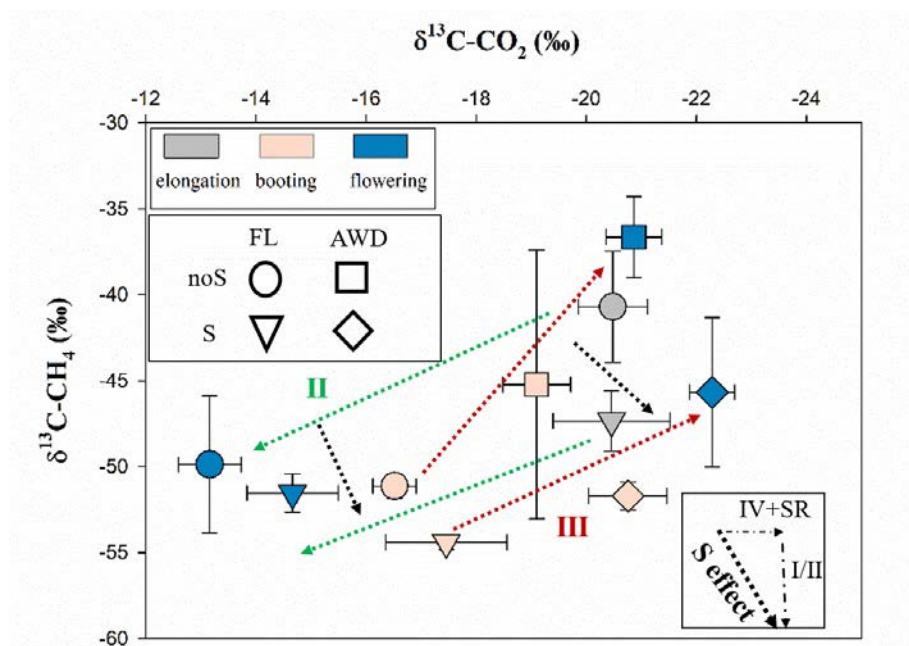 δ¹³C-CO₂ (‰)
-12 -14 -16 -18 -20 -22 -24
-30
-35
-40
-45
-50
-55
-60
δ¹³C-CH₄ (‰)
elongation booting flowering
FL AWD
noS
S
II
III
IV+SR
I/II
S effect